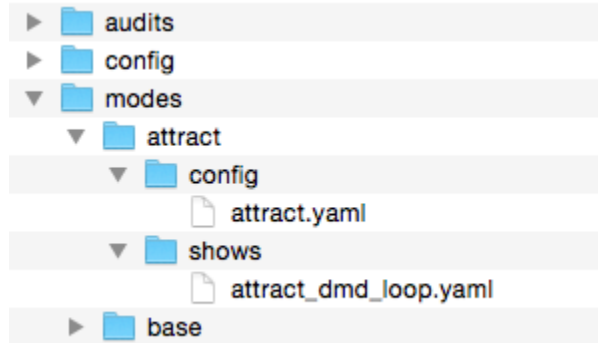 audits
config
modes
attract
config
attract.yaml
shows
attract_dmd_loop.yaml
base